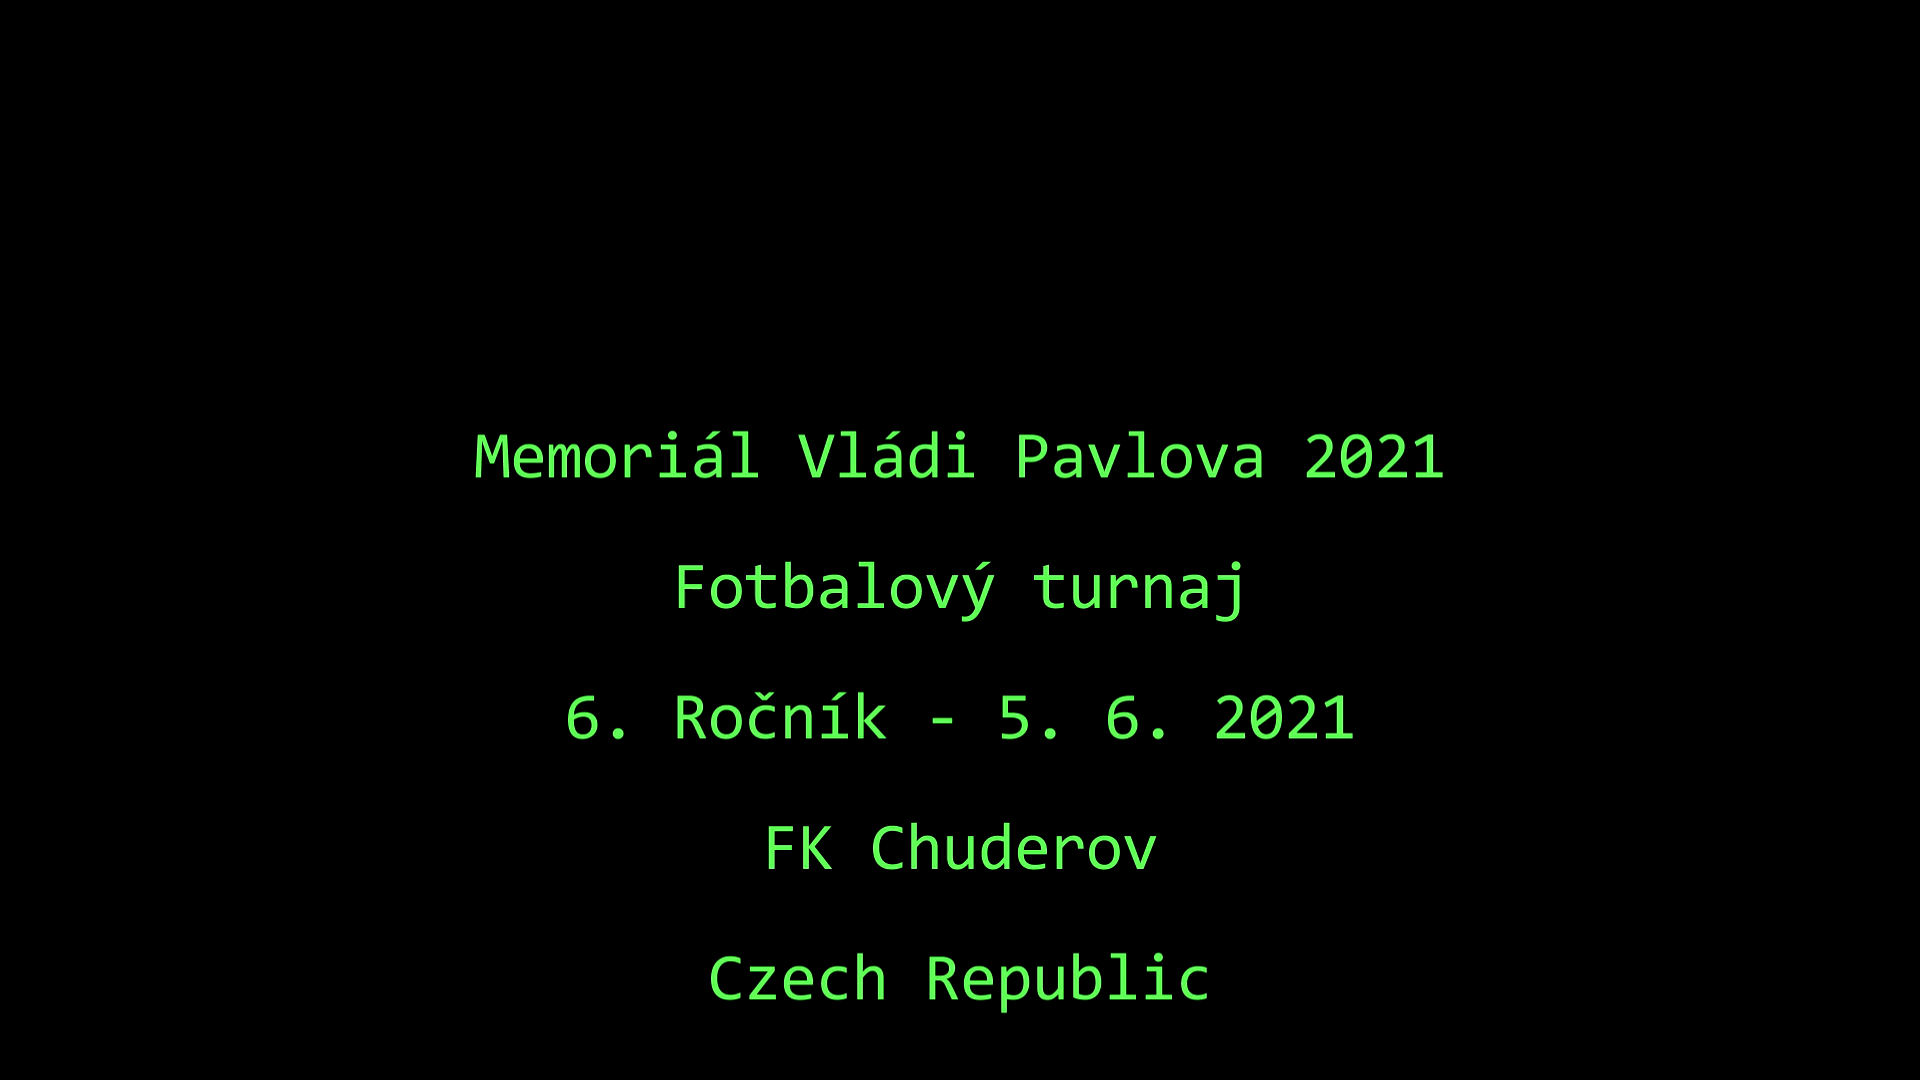 Memoriál Vládi Pavlova 2021
Fotbalový turnaj
6. Ročník - 5. 6. 2021
FK Chuderov
Czech Republic